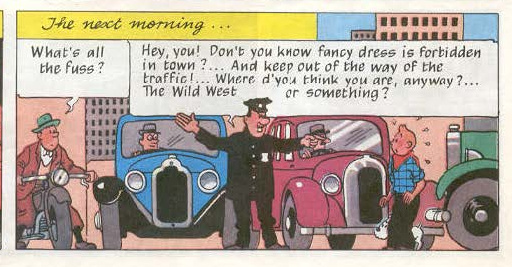 The next morning...
What's all
the fuss?
Hey, you! Don't you know fancy dress is forbidden
in town?... And keep out of the way of the
traffic!... Where d'you think you are, anyway?...
The Wild West or something?